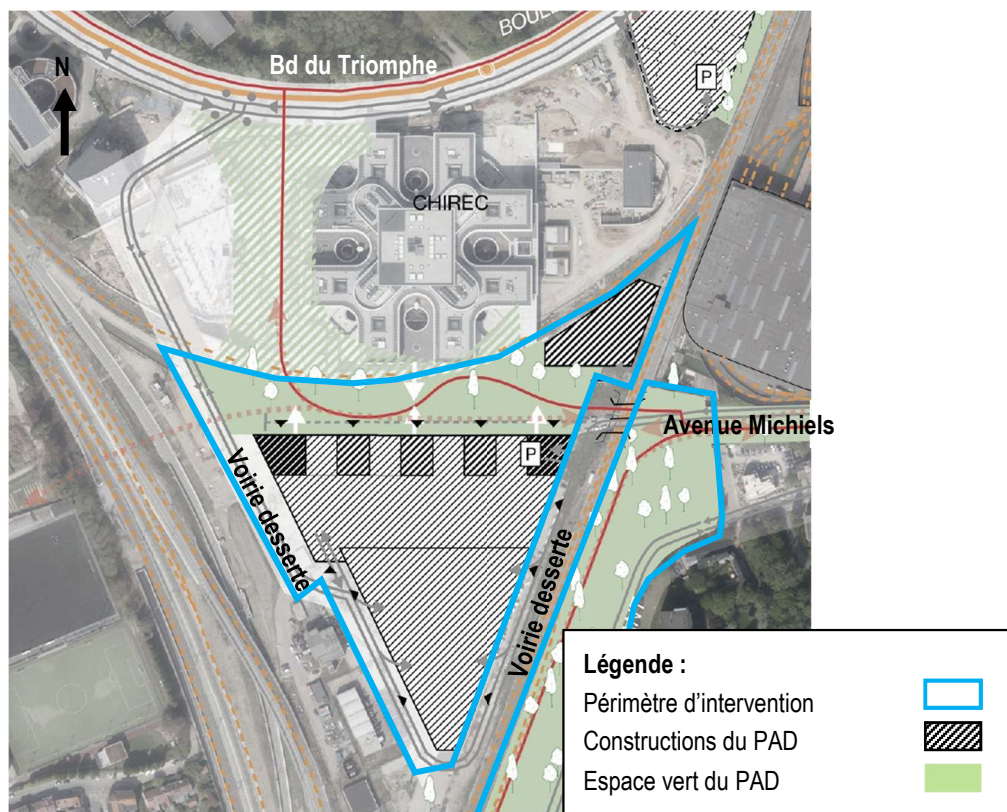 BOULE
N
Bd du Triomphe
P
CHIREC
Avenue Michiels
P
Voirie desserte
Voirie desserte
Légende :
Périmètre d'intervention
Constructions du PAD
Espace vert du PAD